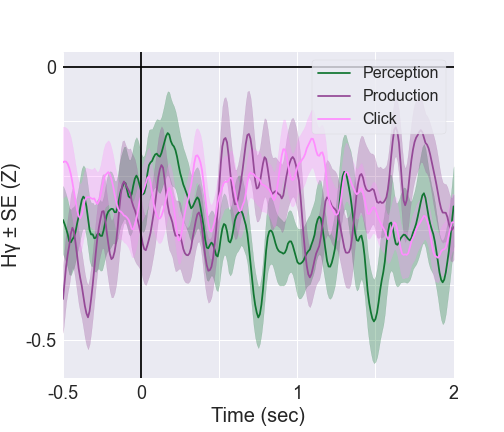 0
Perception
Production
Click
Hγ ± SE (Z)
-0.5
-0.5
0
1
2
Time (sec)